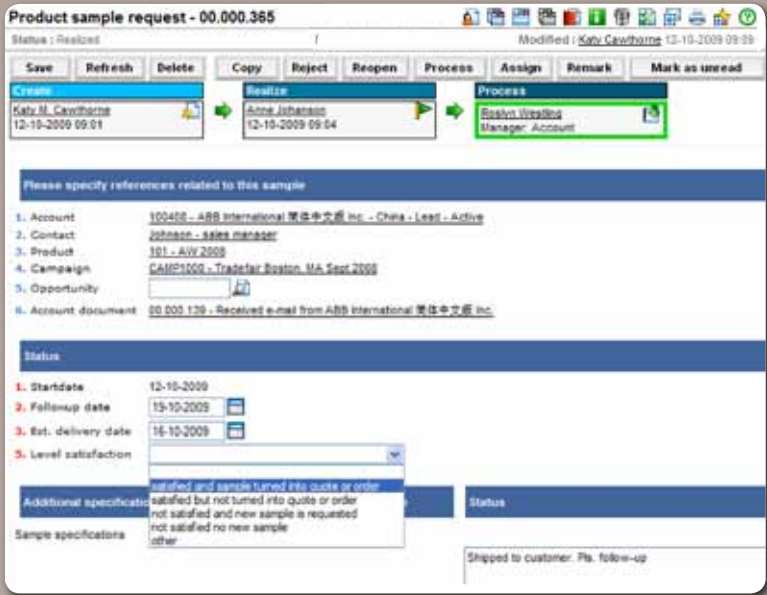 Product sample request - 00.000.365
Status : Realized
Modified : Katy Cawthorne 12-10-2009 09:09
Save Refresh Delete Copy Reject Reopen Process Assign Remark Mark as unread
Create Realize Process
Katy M. Cawthorne
12-10-2009 09:01
Anne Johanson
12-10-2009 09:04
Roslyn Westling
Manager: Account
Please specify references related to this sample
1. Account 100408 - ABB International 简体中文版 Inc. - China - Lead - Active
2. Contact Johnson - sales manager
3. Product 101 - AW 2008
4. Campaign CAMP1000 - Tradefair Boston, MA Sept 2008
5. Opportunity
6. Account document 00.000.139 - Received e-mail from ABB International 简体中文版 Inc.
Status
1. Startdate 12-10-2009
2. Followup date 19-10-2009
3. Est. delivery date 16-10-2009
5. Level satisfaction
satisfied and sample turned into quote or order
satisfied but not turned into quote or order
not satisfied and new sample is requested
not satisfied no new sample
other
Additional specificatio
Status
Sample specifications
Shipped to customer. Pls. follow-up